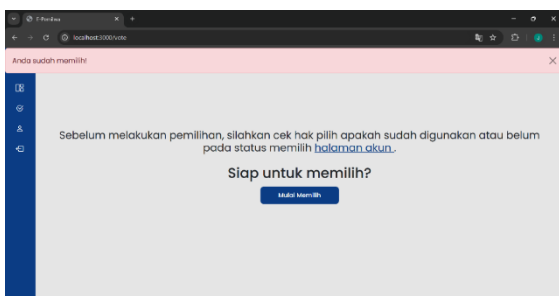 E-Pemilwa
localhost:3000/vote
Anda sudah memilih!
Sebelum melakukan pemilihan, silahkan cek hak pilih apakah sudah digunakan atau belum
pada status memilih halaman akun .
Siap untuk memilih?
Mulai Memilih